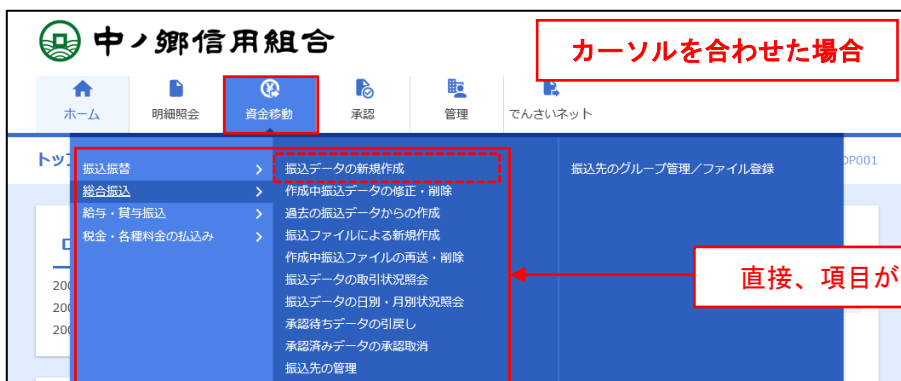 中ノ郷信用組合
カーソルを合わせた場合
ホーム
明細照会
資金移動
承認
管理
でんさいネット
トップ
DP001
振込振替
総合振込
給与・賞与振込
税金・各種料金の払込み
振込データの新規作成
作成中振込データの修正・削除
過去の振込データからの作成
振込ファイルによる新規作成
作成中振込ファイルの再送・削除
振込データの取引状況照会
振込データの日別・月別状況照会
承認待ちデータの引戻し
承認済みデータの承認取消
振込先の管理
振込先のグループ管理／ファイル登録
直接、項目が
200
200
200